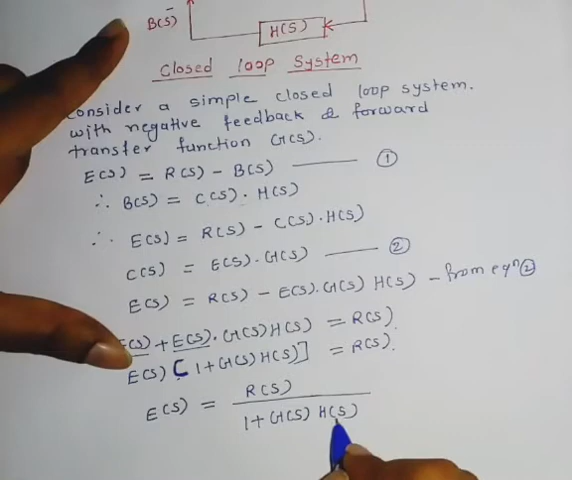 B(S)
-
H(S)
Closed loop System
Consider a simple closed loop system.
with negative feedback & forward
transfer function G(S).
E(S) = R(S) - B(S) ——— ①
∴ B(S) = C(S). H(S)
∴ E(S) = R(S) - C(S).H(S)
C(S) = E(S).G(S) ——— ②
E(S) = R(S) - E(S).G(S) H(S) - from eqn ②
E(S) + E(S).G(S)H(S) = R(S).
E(S) [ 1+G(S) H(S)] = R(S).
E(S) = R(S)
1+G(S) H(S)